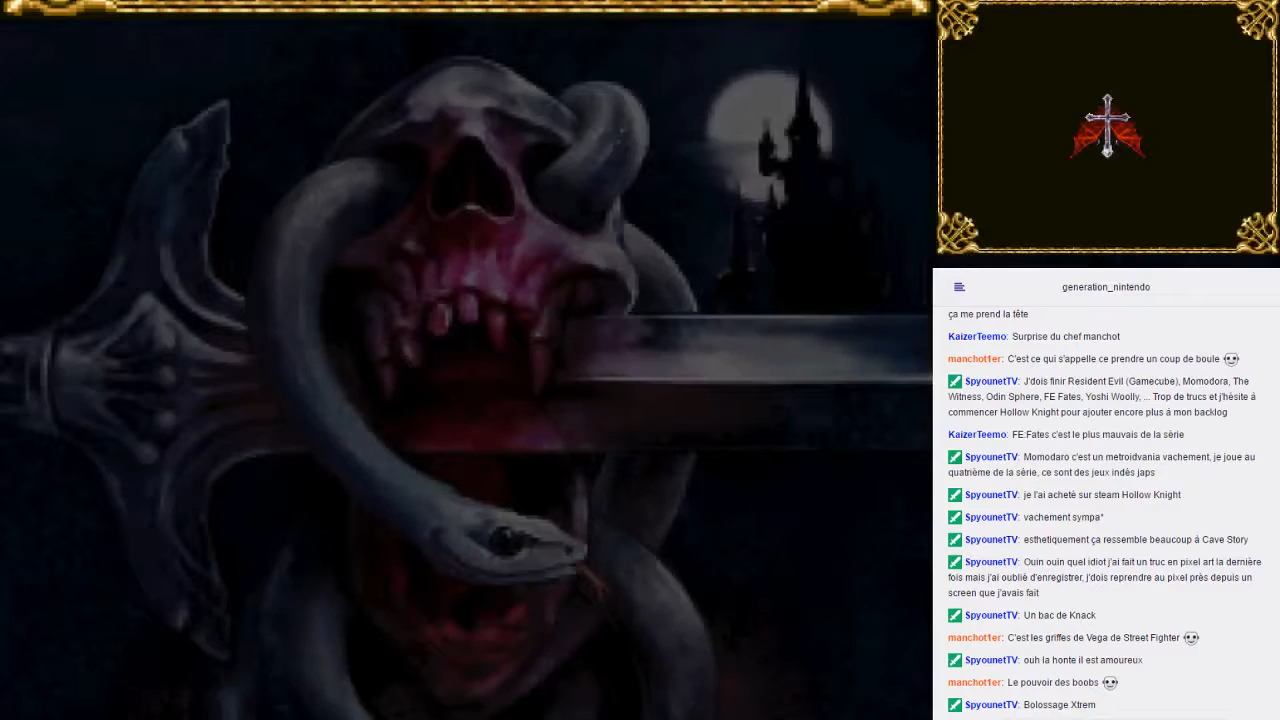 generation_nintendo
ça me prend la tête
KaizerTeemo: Surprise du chef manchot
manchot1er: C'est ce qui s'appelle ce prendre un coup de boule
SpyounetTV: J'dois finir Resident Evil (Gamecube), Momodora, The
Witness, Odin Sphere, FE Fates, Yoshi Woolly, ... Trop de trucs et j'hésite á
commencer Hollow Knight pour ajouter encore plus á mon backlog
KaizerTeemo: FE:Fates c'est le plus mauvais de la série
SpyounetTV: Momodaro c'est un metroidvania vachement, je joue au
quatrième de la série, ce sont des jeux indés japs
SpyounetTV: je l'ai acheté sur steam Hollow Knight
SpyounetTV: vachement sympa*
SpyounetTV: esthetiquement ça ressemble beaucoup á Cave Story
SpyounetTV: Ouin ouin quel idiot j'ai fait un truc en pixel art la dernière
fois mais j'ai oublié d'enregistrer, j'dois reprendre au pixel près depuis un
screen que j'avais fait
SpyounetTV: Un bac de Knack
manchot1er: C'est les griffes de Vega de Street Fighter
SpyounetTV: ouh la honte il est amoureux
manchot1er: Le pouvoir des boobs
SpyounetTV: Bolossage Xtrem